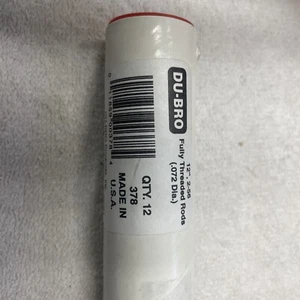 DU-BRO
12", 2-56
Fully Threaded Rods
(.072 Dia.)
QTY. 12
378
MADE IN
U.S.A.